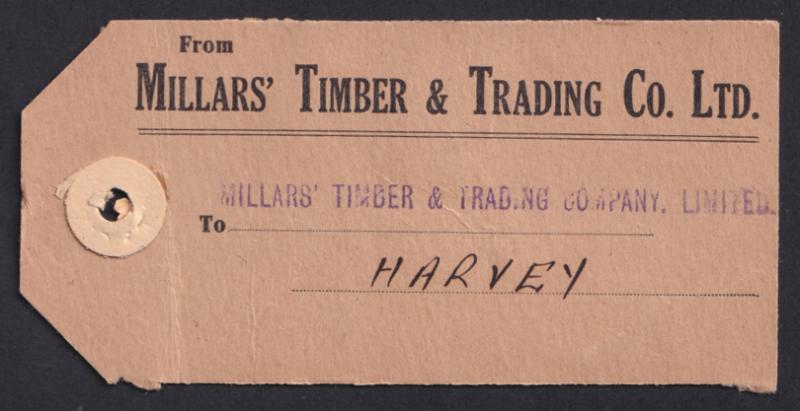 From
MILLARS' TIMBER & TRADING CO. LTD.
MILLARS' TIMBER & TRADING COMPANY, LIMITED.
To
HARVEY